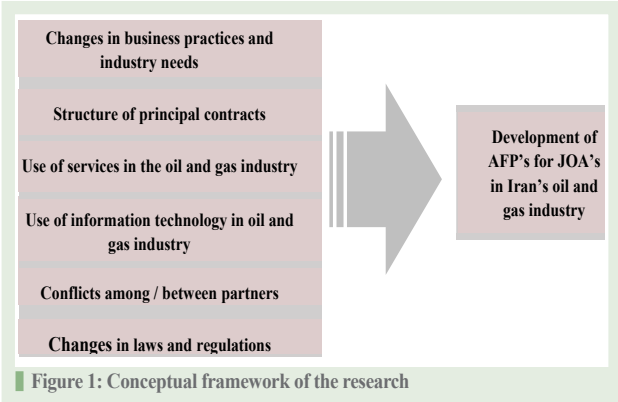 Changes in business practices and
industry needs
Structure of principal contracts
Use of services in the oil and gas industry
Use of information technology in oil and
gas industry
Conflicts among / between partners
Changes in laws and regulations
Development of
AFP’s for JOA’s
in Iran’s oil and
gas industry
Figure 1: Conceptual framework of the research